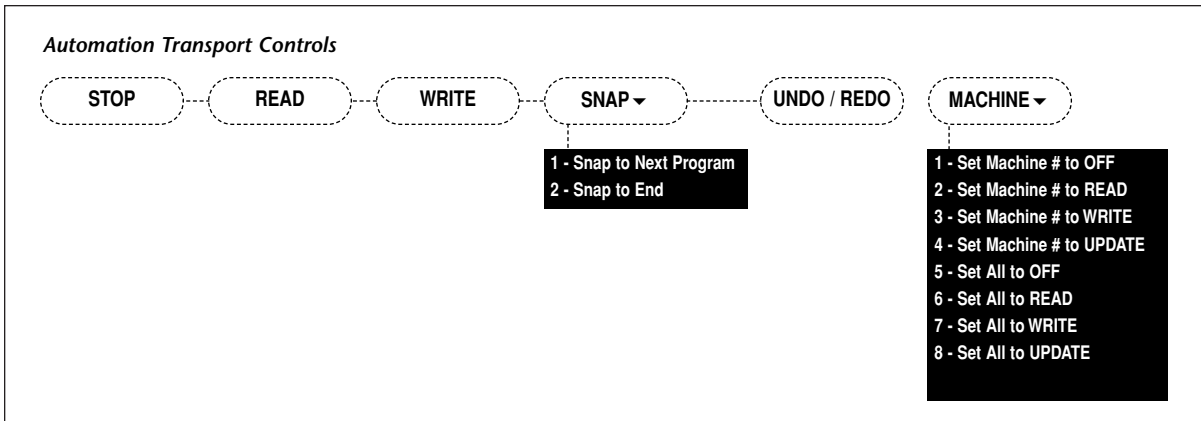 Automation Transport Controls
STOP READ WRITE SNAP UNDO / REDO MACHINE
1 - Snap to Next Program
2 - Snap to End
1 - Set Machine # to OFF
2 - Set Machine # to READ
3 - Set Machine # to WRITE
4 - Set Machine # to UPDATE
5 - Set All to OFF
6 - Set All to READ
7 - Set All to WRITE
8 - Set All to UPDATE